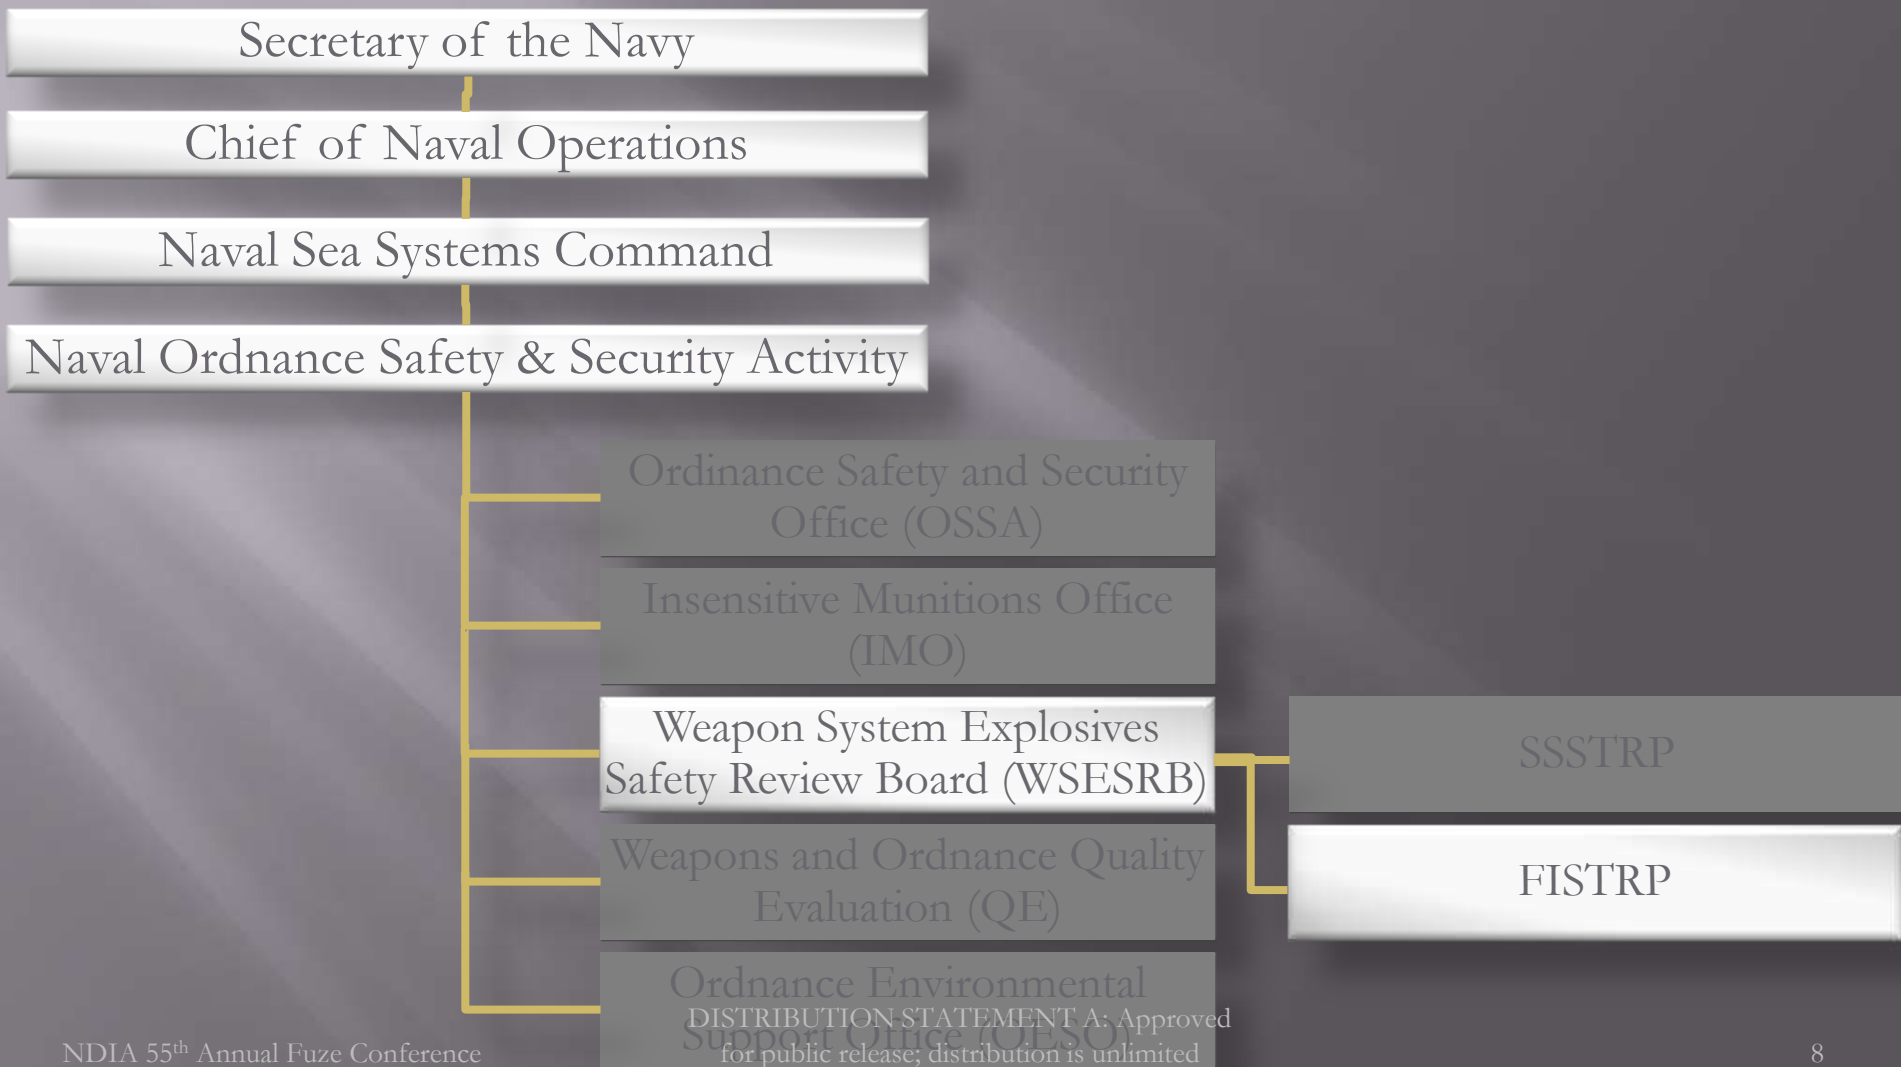 Secretary of the Navy
Chief of Naval Operations
Naval Sea Systems Command
Naval Ordnance Safety & Security Activity
Ordinance Safety and Security
Office (OSSA)
Insensitive Munitions Office
(IMO)
Weapon System Explosives
Safety Review Board (WSESRB)
SSSTRP
Weapons and Ordnance Quality
Evaluation (QE)
FISTRP
Ordnance Environmental
Support Office (OESO)
DISTRIBUTION STATEMENT A: Approved
for public release; distribution is unlimited
NDIA 55th Annual Fuze Conference
8